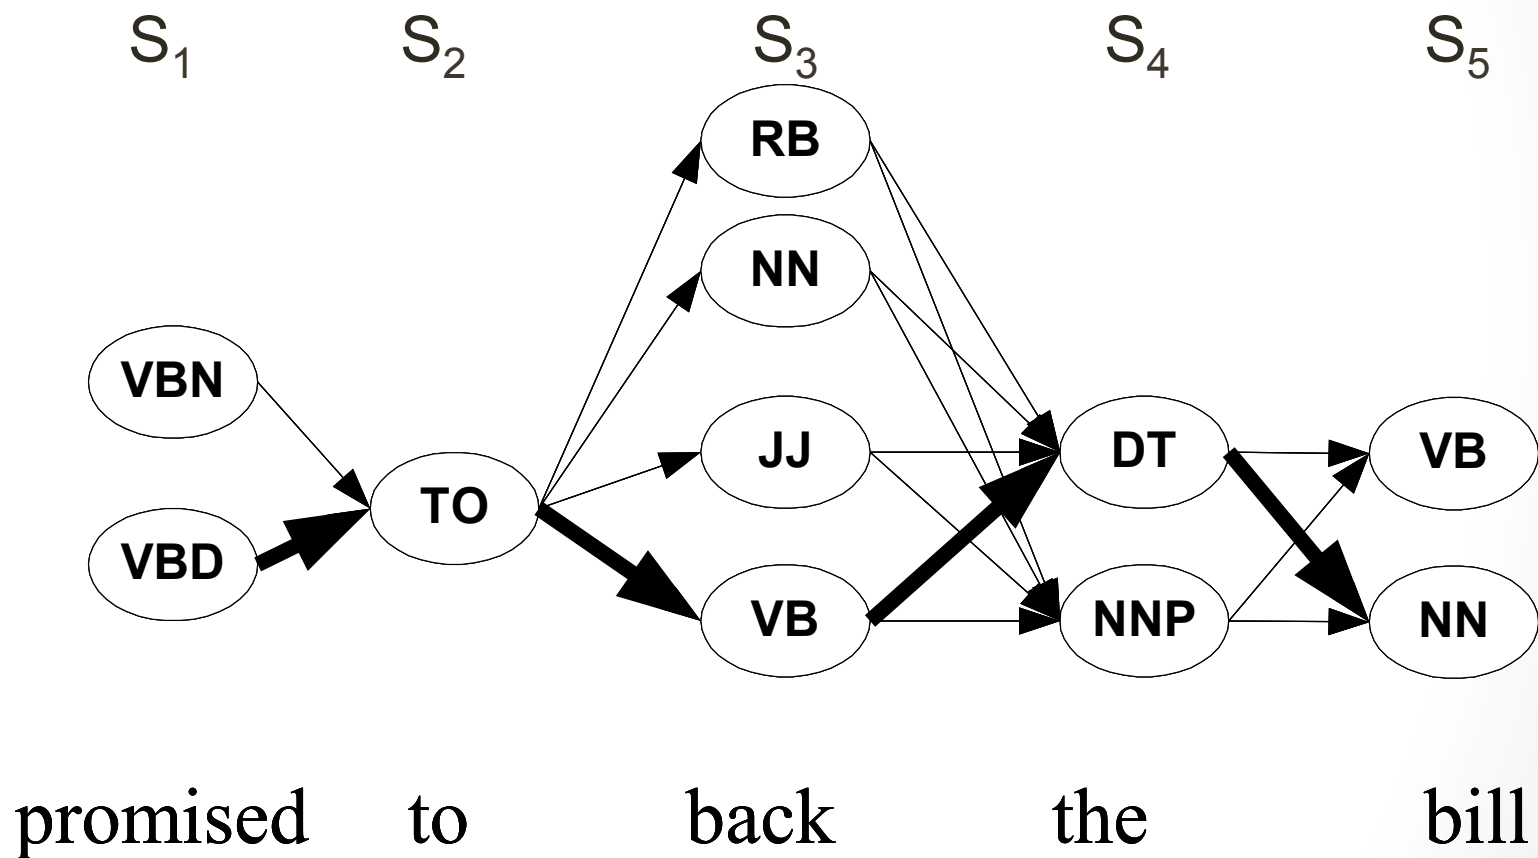 S1 S2 S3 S4 S5
RB
NN
VBN
JJ DT VB
TO
VBD
VB NNP NN
promised to back the bill